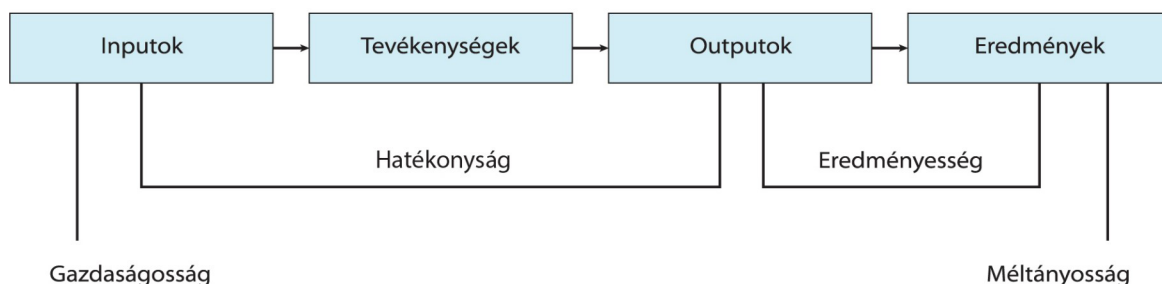 Inputok
Tevékenységek
Outputok
Eredmények
Hatékonyság
Eredményesség
Gazdaságosság
Méltányosság